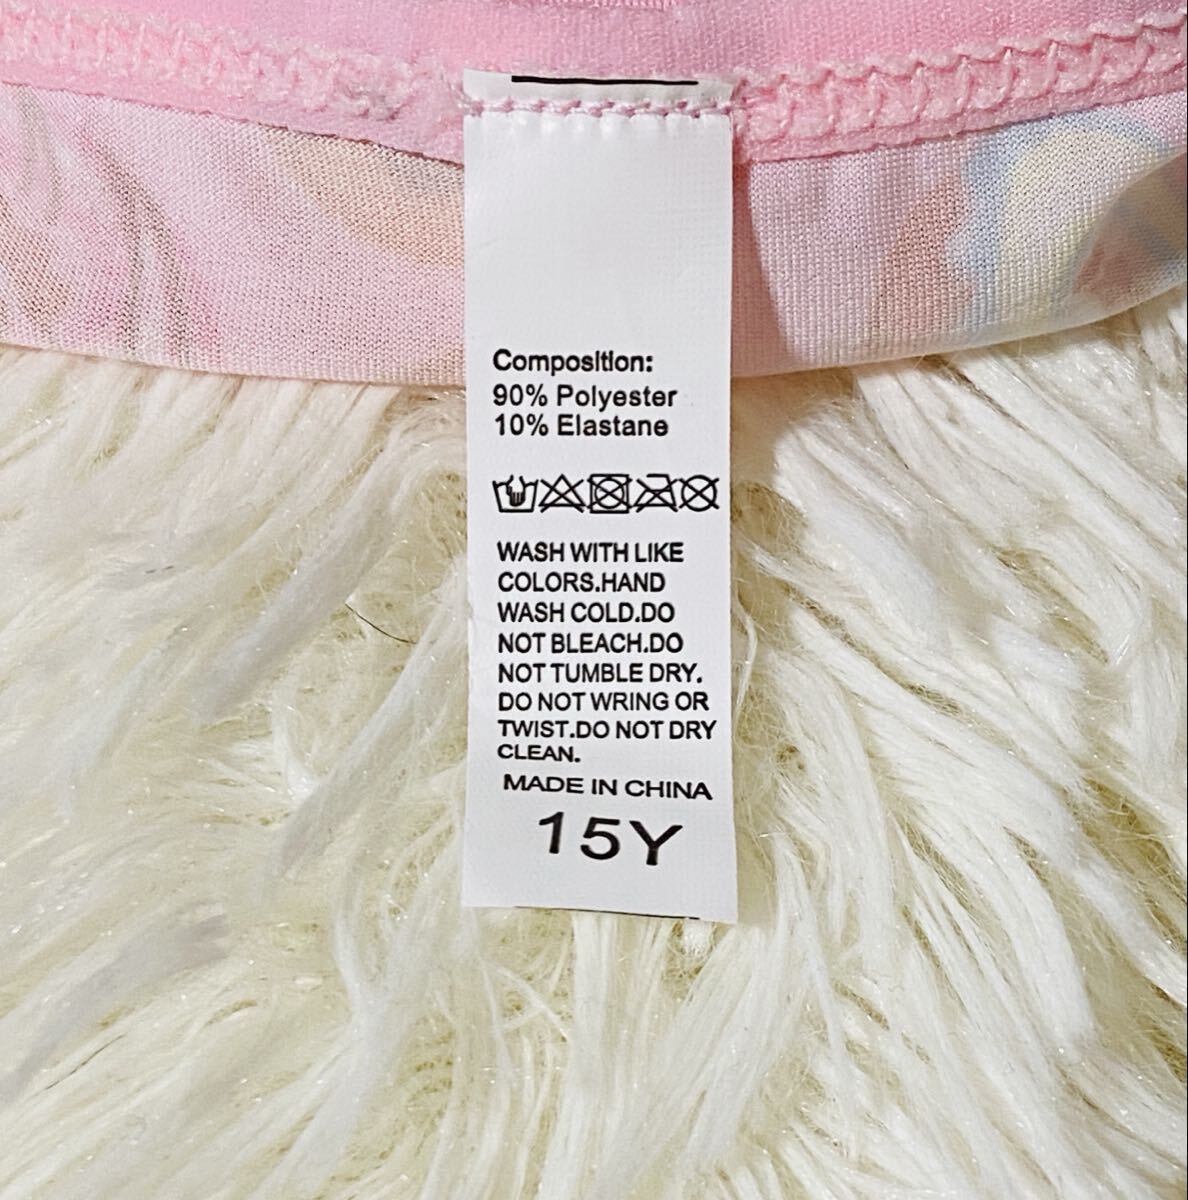 Composition:
90% Polyester
10% Elastane
WASH WITH LIKE
COLORS.HAND
WASH COLD.DO
NOT BLEACH.DO
NOT TUMBLE DRY.
DO NOT WRING OR
TWIST.DO NOT DRY
CLEAN.
MADE IN CHINA
15Y